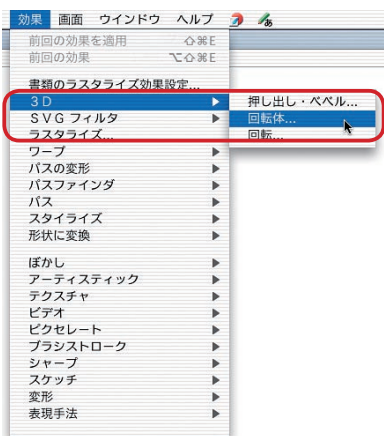 効果 画面 ウインドウ ヘルプ
前回の効果を適用 ⇧⌘E
前回の効果 ⌥⇧⌘E
書類のラスタライズ効果設定...
3D
押し出し・ベベル...
SVGフィルタ
回転体...
ラスタライズ...
回転...
ワープ
パスの変形
パスファインダ
パス
スタイライズ
形状に変換
ぼかし
アーティスティック
テクスチャ
ビデオ
ピクセレート
ブラシストローク
シャープ
スケッチ
変形
表現手法